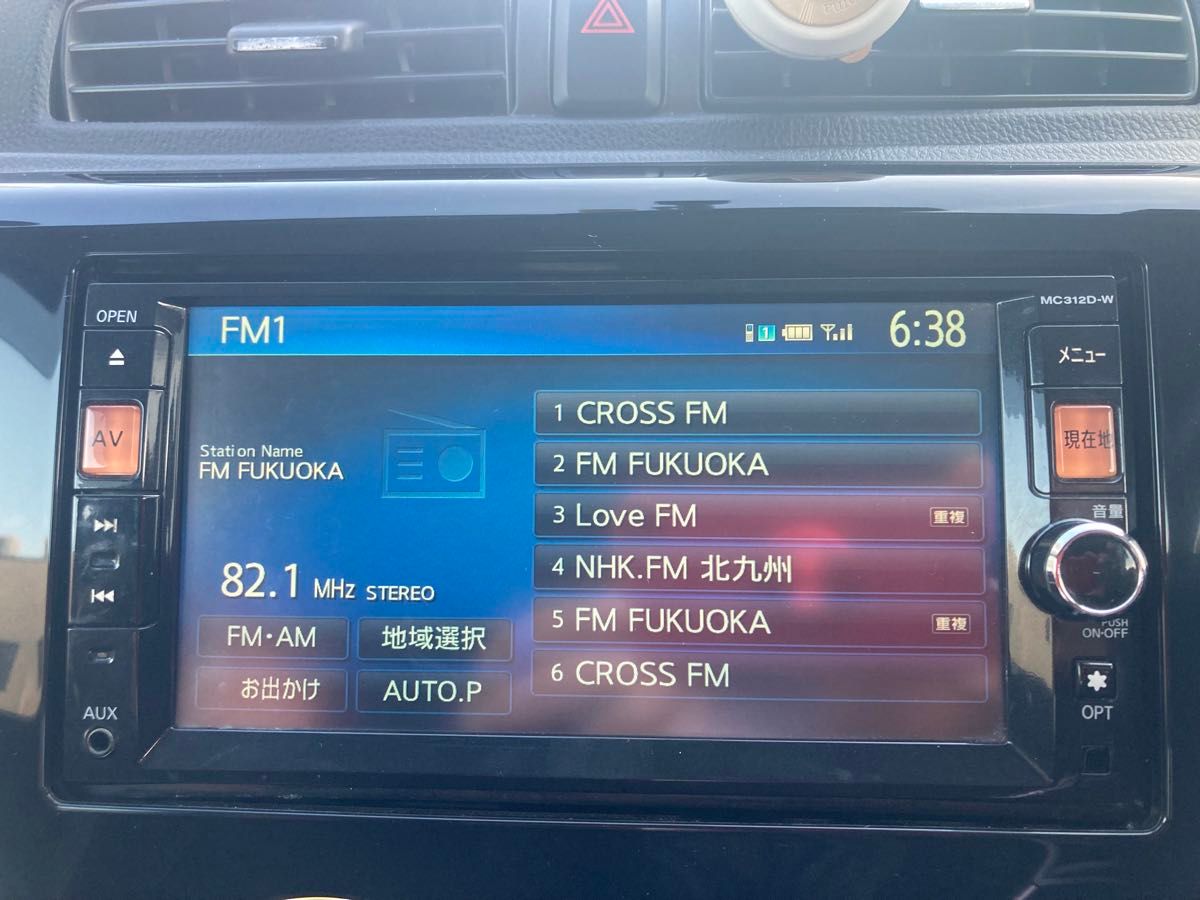 OPEN
MC312D-W
FM1
1
6:38
メニュー
AV
現在地
Station Name
FM FUKUOKA
1 CROSS FM
2 FM FUKUOKA
3 Love FM 重複
4 NHK.FM 北九州
5 FM FUKUOKA 重複
6 CROSS FM
音量
82.1 MHz STEREO
FM・AM
地域選択
お出かけ
AUTO.P
PUSH
ON-OFF
AUX
OPT